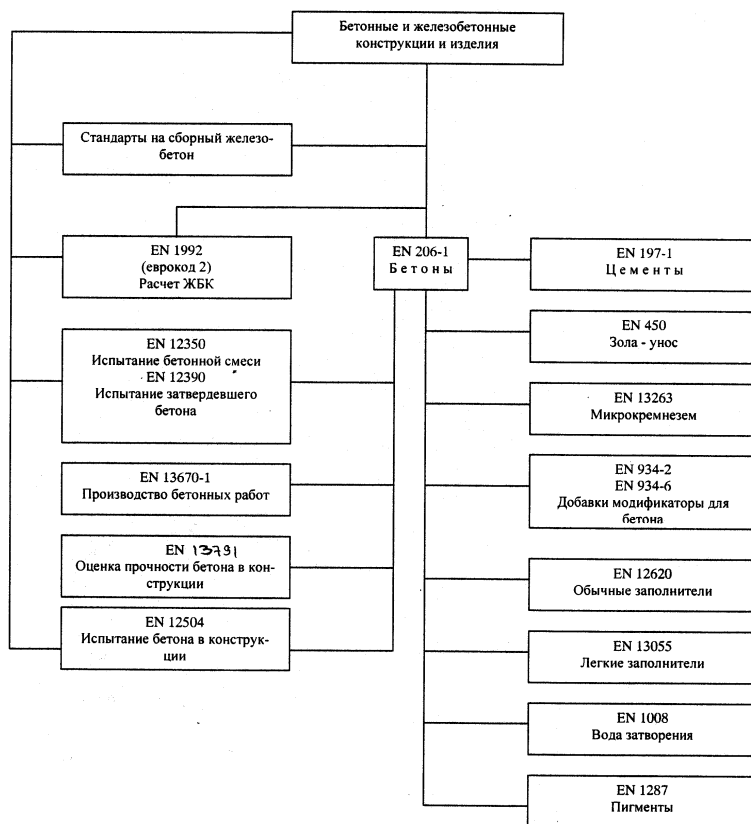 Бетонные и железобетонные
конструкции и изделия
Стандарты на сборный железо-
бетон
EN 1992
(еврокод 2)
Расчет ЖБК
EN 206-1
Бетоны
EN 197-1
Цементы
EN 12350
Испытание бетонной смеси
EN 12390
Испытание затвердевшего
бетона
EN 450
Зола - унос
EN 13263
Микрокремнезем
EN 13670-1
Производство бетонных работ
EN 934-2
EN 934-6
Добавки модификаторы для
бетона
EN 13791
Оценка прочности бетона в кон-
струкции
EN 12620
Обычные заполнители
EN 12504
Испытание бетона в конструк-
ции
EN 13055
Легкие заполнители
EN 1008
Вода затворения
EN 1287
Пигменты